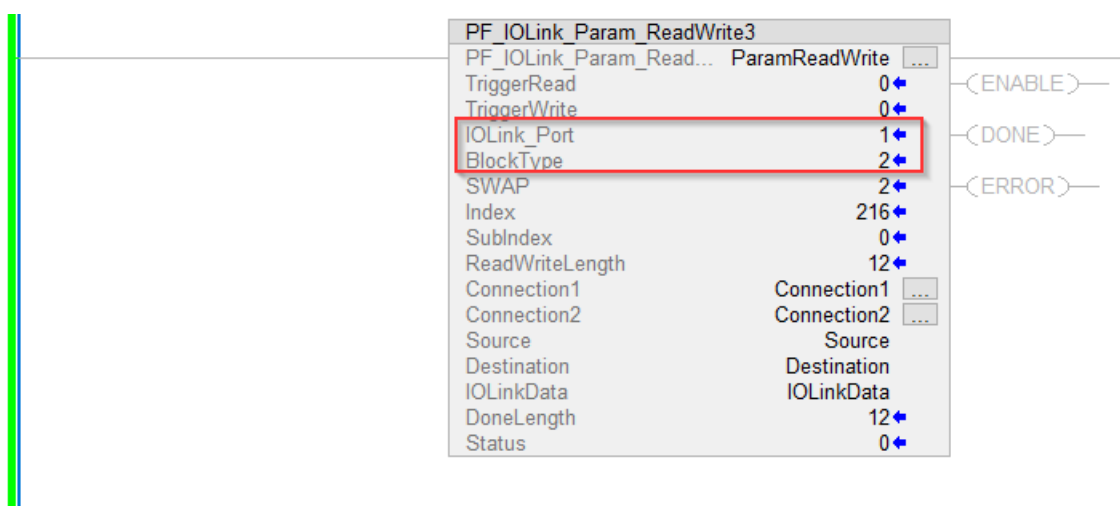 PF_IOLink_Param_ReadWrite3
PF_IOLink_Param_Read... ParamReadWrite ...
TriggerRead 0
(ENABLE)
TriggerWrite 0
IOLink_Port 1
(DONE)
BlockType 2
SWAP 2
(ERROR)
Index 216
SubIndex 0
ReadWriteLength 12
Connection1 Connection1 ...
Connection2 Connection2 ...
Source Source
Destination Destination
IOLinkData IOLinkData
DoneLength 12
Status 0